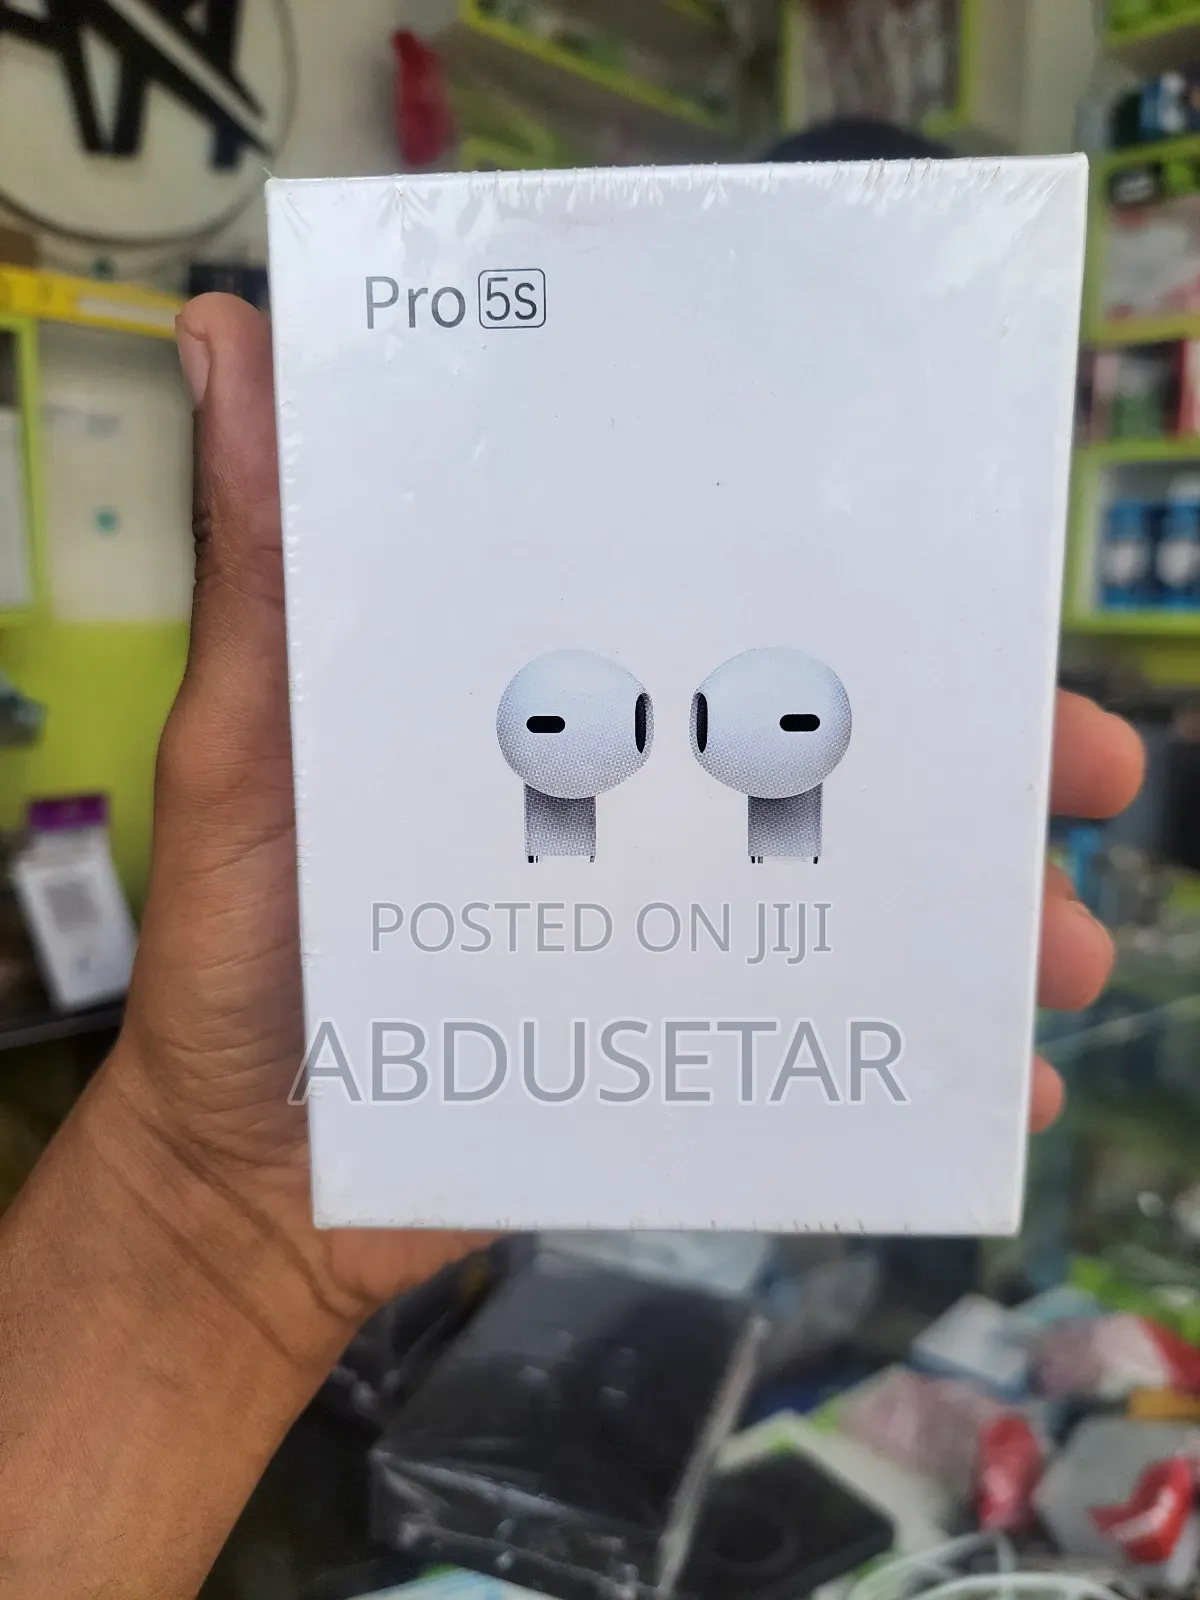 Pro 5s
POSTED ON JIJI
ABDUSETAR